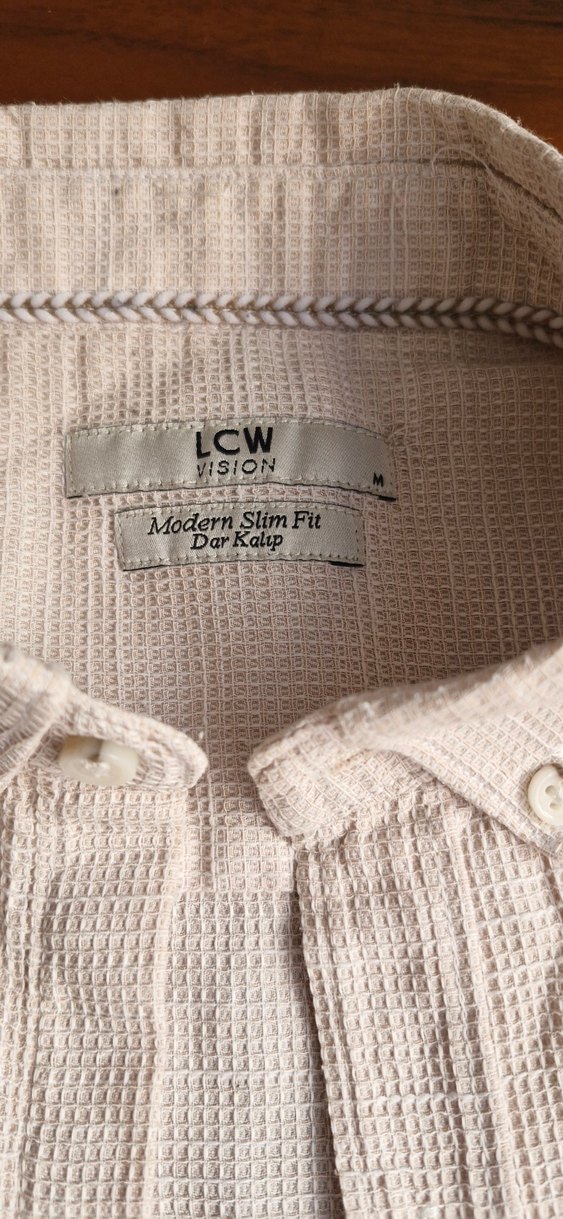 LCW
VISION
M
Modern Slim Fit
Dar Kalıp